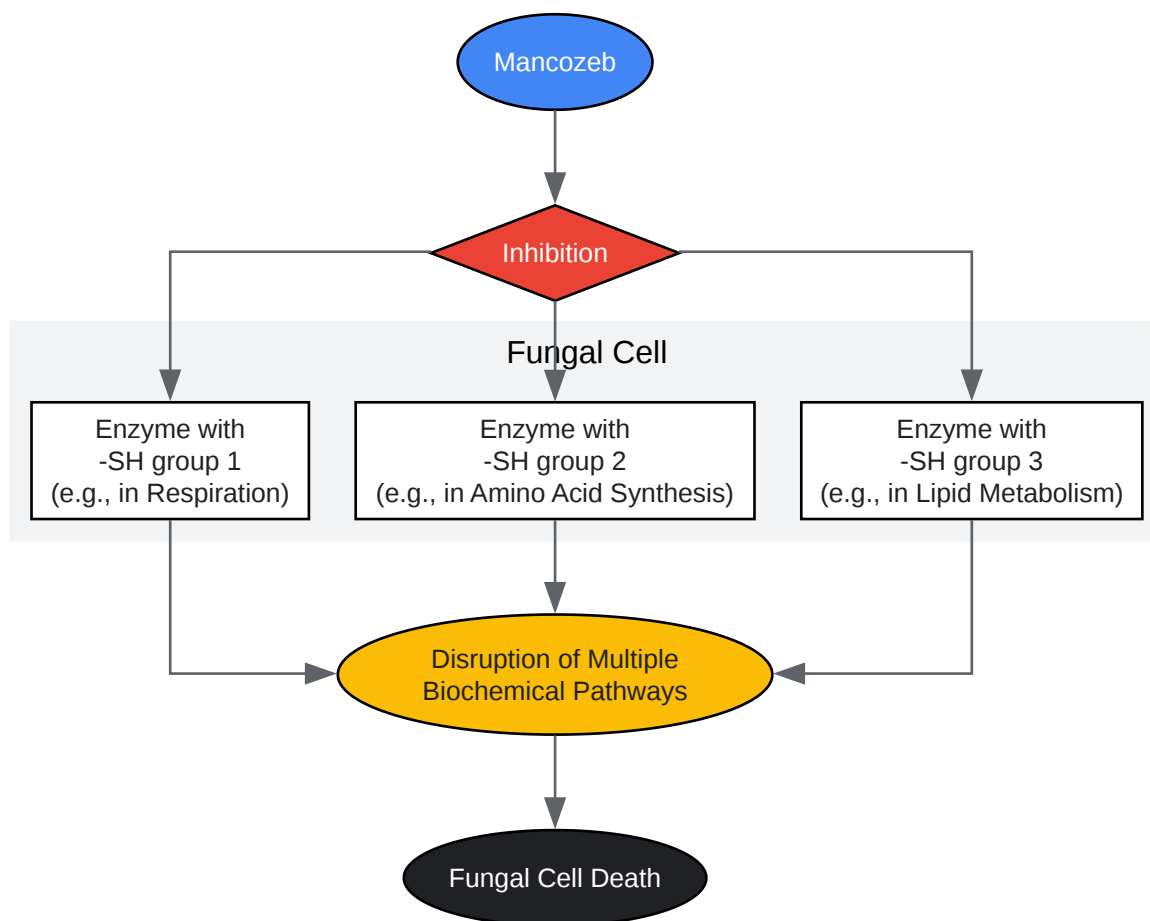 Mancozeb
Inhibition
Fungal Cell
Enzyme with
-SH group 1
(e.g., in Respiration)
Enzyme with
-SH group 2
(e.g., in Amino Acid Synthesis)
Enzyme with
-SH group 3
(e.g., in Lipid Metabolism)
Disruption of Multiple
Biochemical Pathways
Fungal Cell Death